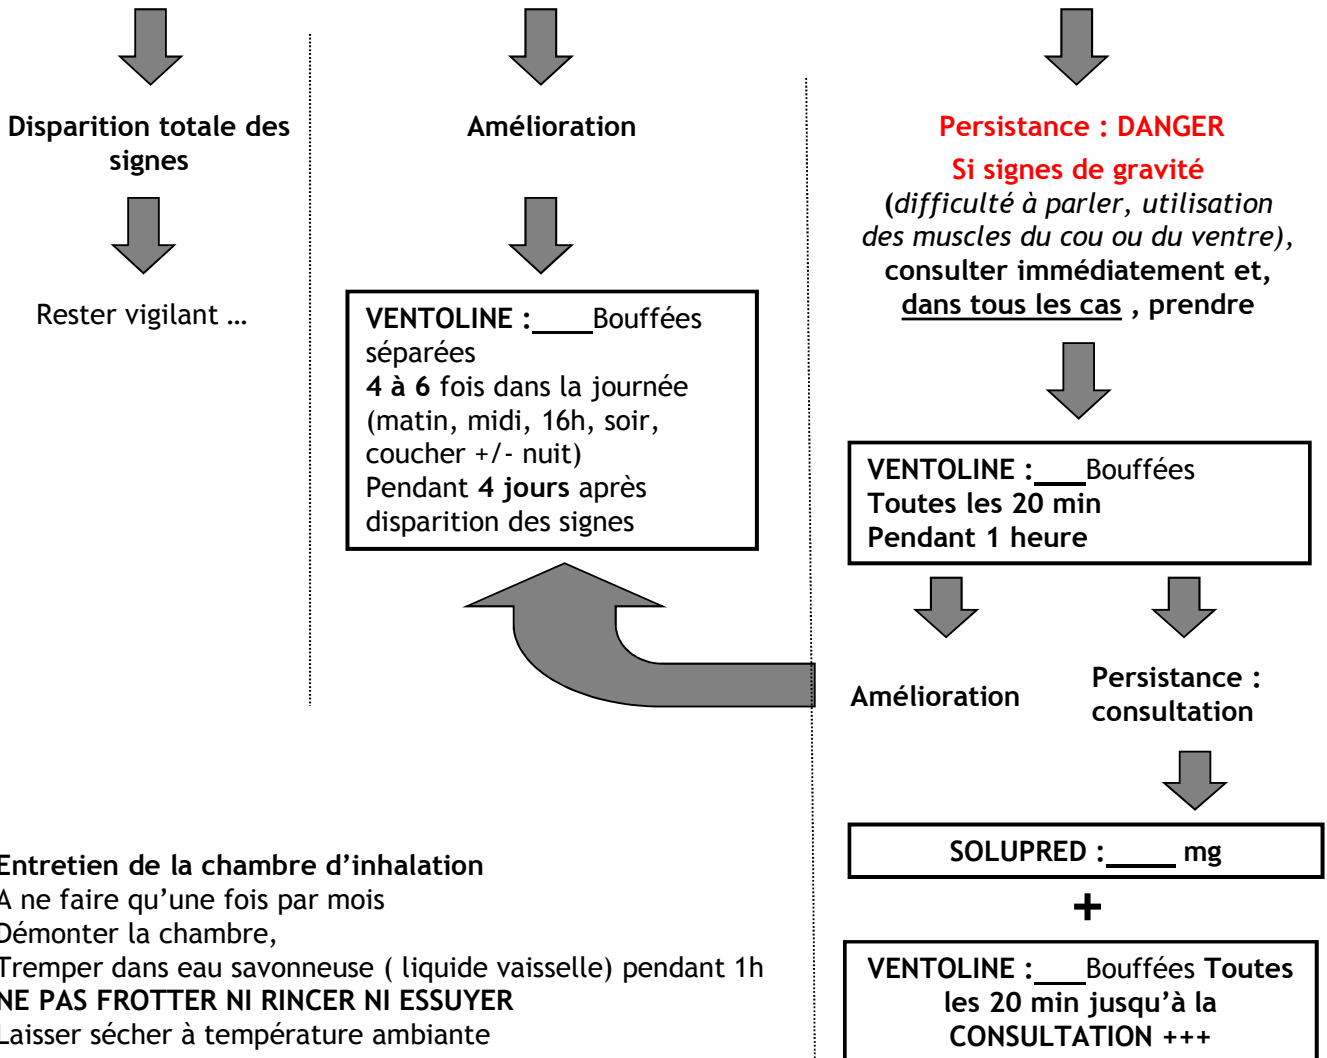 Disparition totale des
signes
Rester vigilant …
Amélioration
VENTOLINE :____Bouffées
séparées
4 à 6 fois dans la journée
(matin, midi, 16h, soir,
coucher +/- nuit)
Pendant 4 jours après
disparition des signes
Persistance : DANGER
Si signes de gravité
(difficulté à parler, utilisation
des muscles du cou ou du ventre),
consulter immédiatement et,
dans tous les cas , prendre
VENTOLINE :___Bouffées
Toutes les 20 min
Pendant 1 heure
Amélioration
Persistance :
consultation
SOLUPRED :_____ mg
+
VENTOLINE :___Bouffées Toutes
les 20 min jusqu’à la
CONSULTATION +++
Entretien de la chambre d’inhalation
A ne faire qu’une fois par mois
Démonter la chambre,
Tremper dans eau savonneuse ( liquide vaisselle) pendant 1h
NE PAS FROTTER NI RINCER NI ESSUYER
Laisser sécher à température ambiante